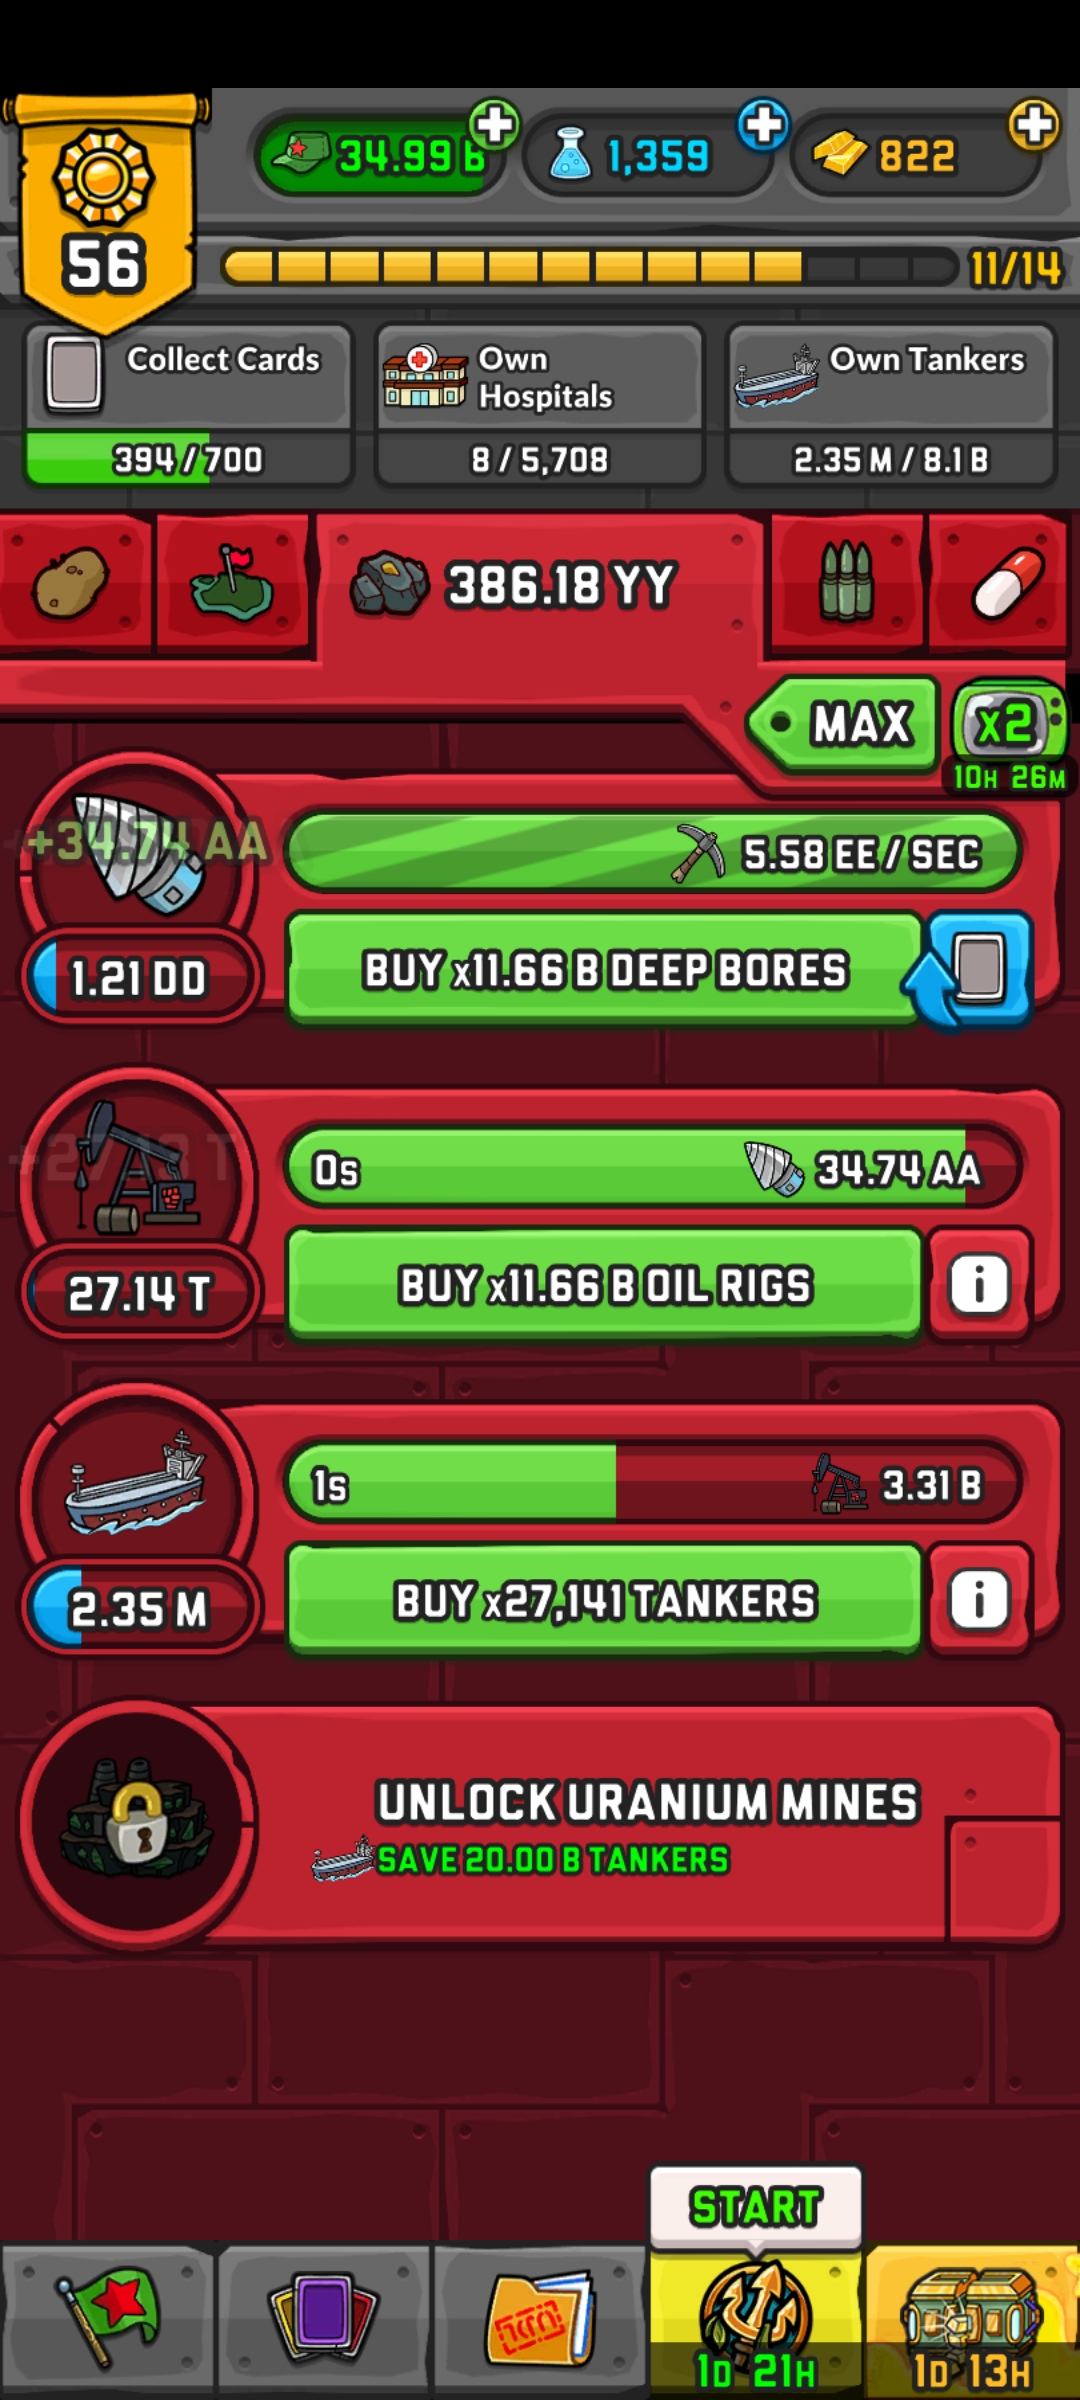 34.99 B
1,359
822
56
11/14
Collect Cards
394/700
Own
Hospitals
8/5,708
Own Tankers
2.35 M/8.1 B
386.18 YY
MAX
x2
10H 26M
+34.74 AA
5.58 EE/SEC
1.21 DD
BUY x11.66 B DEEP BORES
0s
34.74 AA
27.14 T
BUY x11.66 B OIL RIGS
i
1s
3.31 B
2.35 M
BUY x27,141 TANKERS
i
UNLOCK URANIUM MINES
SAVE 20.00 B TANKERS
START
1D 21H
1D 13H